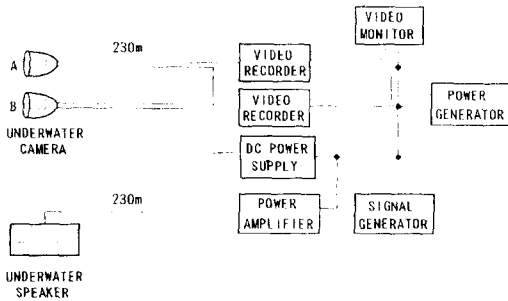 VIDEO
MONITOR
230m
A
VIDEO
RECORDER
B
VIDEO
RECORDER
POWER
GENERATOR
UNDERWATER
CAMERA
DC POWER
SUPPLY
230m
POWER
AMPLIFIER
SIGNAL
GENERATOR
UNDERWATER
SPEAKER